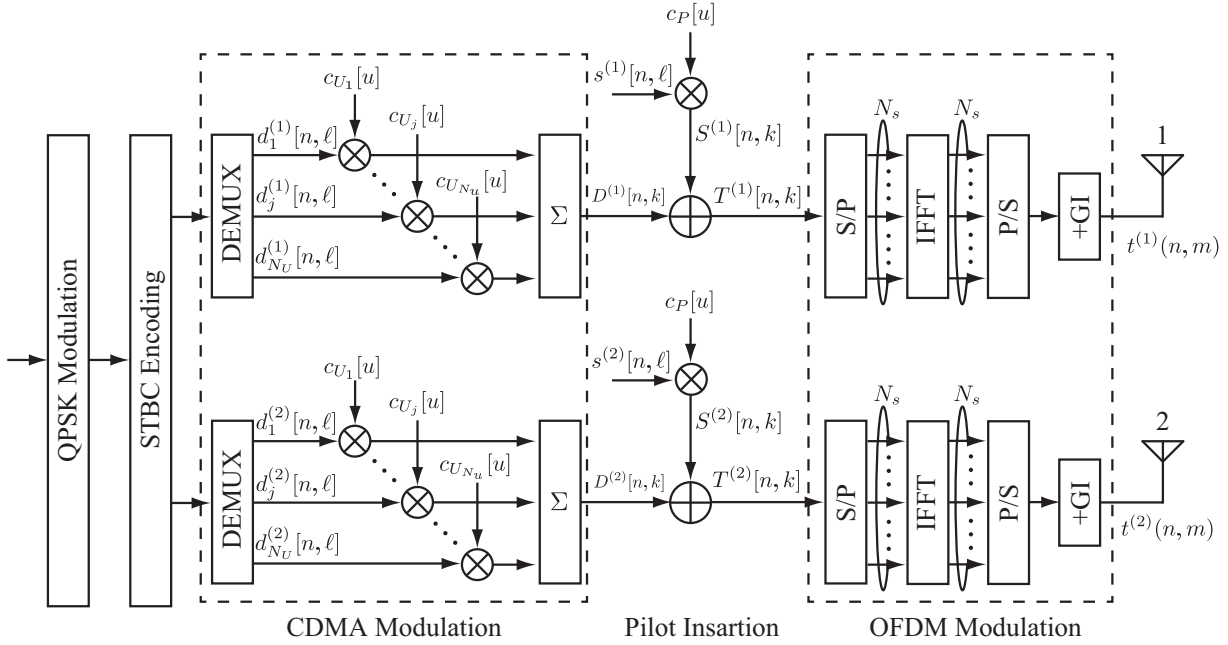 QPSK Modulation
STBC Encoding
DEMUX
d_1^{(1)}[n, ℓ]
d_j^{(1)}[n, ℓ]
d_{N_U}^{(1)}[n, ℓ]
c_{U_1}[u]
c_{U_j}[u]
c_{U_{N_u}}[u]
Σ
D^{(1)}[n, k]
c_P[u]
s^{(1)}[n, ℓ]
S^{(1)}[n, k]
T^{(1)}[n, k]
S/P
N_s
IFFT
N_s
P/S
+GI
1
t^{(1)}(n, m)
DEMUX
d_1^{(2)}[n, ℓ]
d_j^{(2)}[n, ℓ]
d_{N_U}^{(2)}[n, ℓ]
c_{U_1}[u]
c_{U_j}[u]
c_{U_{N_u}}[u]
Σ
D^{(2)}[n, k]
c_P[u]
s^{(2)}[n, ℓ]
S^{(2)}[n, k]
T^{(2)}[n, k]
S/P
N_s
IFFT
N_s
P/S
+GI
2
t^{(2)}(n, m)
CDMA Modulation
Pilot Insartion
OFDM Modulation